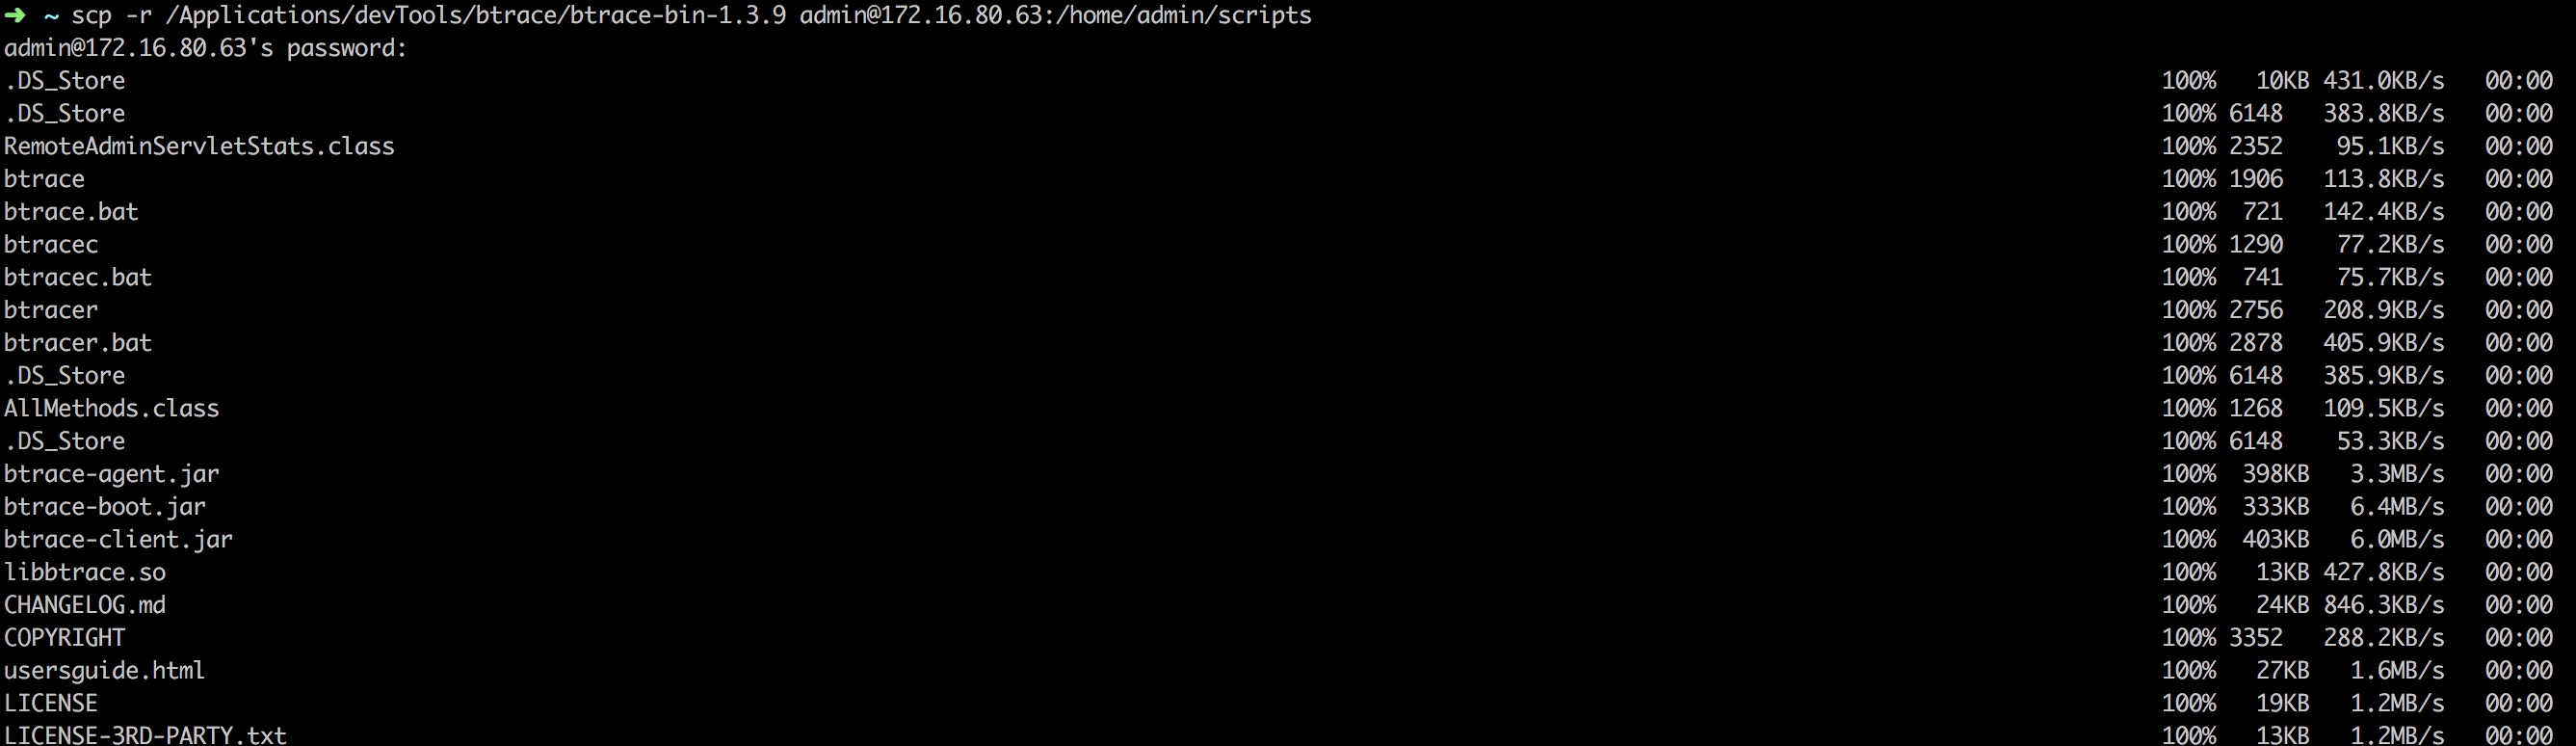 ➜ ~ scp -r /Applications/devTools/btrace/btrace-bin-1.3.9 admin@172.16.80.63:/home/admin/scripts
admin@172.16.80.63's password:
.DS_Store 100% 10KB 431.0KB/s 00:00
.DS_Store 100% 6148 383.8KB/s 00:00
RemoteAdminServletStats.class 100% 2352 95.1KB/s 00:00
btrace 100% 1906 113.8KB/s 00:00
btrace.bat 100% 721 142.4KB/s 00:00
btracec 100% 1290 77.2KB/s 00:00
btracec.bat 100% 741 75.7KB/s 00:00
btracer 100% 2756 208.9KB/s 00:00
btracer.bat 100% 2878 405.9KB/s 00:00
.DS_Store 100% 6148 385.9KB/s 00:00
AllMethods.class 100% 1268 109.5KB/s 00:00
.DS_Store 100% 6148 53.3KB/s 00:00
btrace-agent.jar 100% 398KB 3.3MB/s 00:00
btrace-boot.jar 100% 333KB 6.4MB/s 00:00
btrace-client.jar 100% 403KB 6.0MB/s 00:00
libbtrace.so 100% 13KB 427.8KB/s 00:00
CHANGELOG.md 100% 24KB 846.3KB/s 00:00
COPYRIGHT 100% 3352 288.2KB/s 00:00
usersguide.html 100% 27KB 1.6MB/s 00:00
LICENSE 100% 19KB 1.2MB/s 00:00
LICENSE-3RD-PARTY.txt 100% 13KB 1.2MB/s 00:00